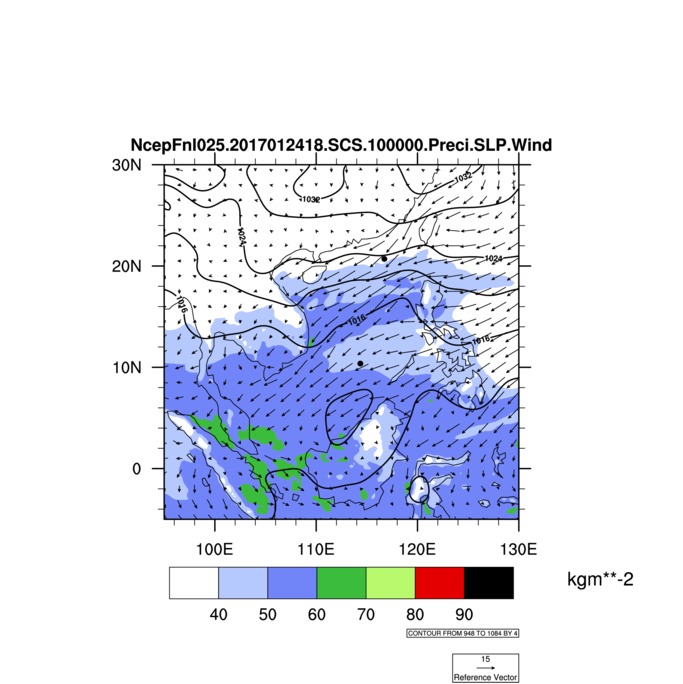 NcepFnl025.2017012418.SCS.100000.Preci.SLP.Wind
30N
1032
1032
1024
20N
1024
1016
1016
1016
10N
0
100E 110E 120E 130E
kgm**-2
40 50 60 70 80 90
CONTOUR FROM 948 TO 1084 BY 4
15
Reference Vector